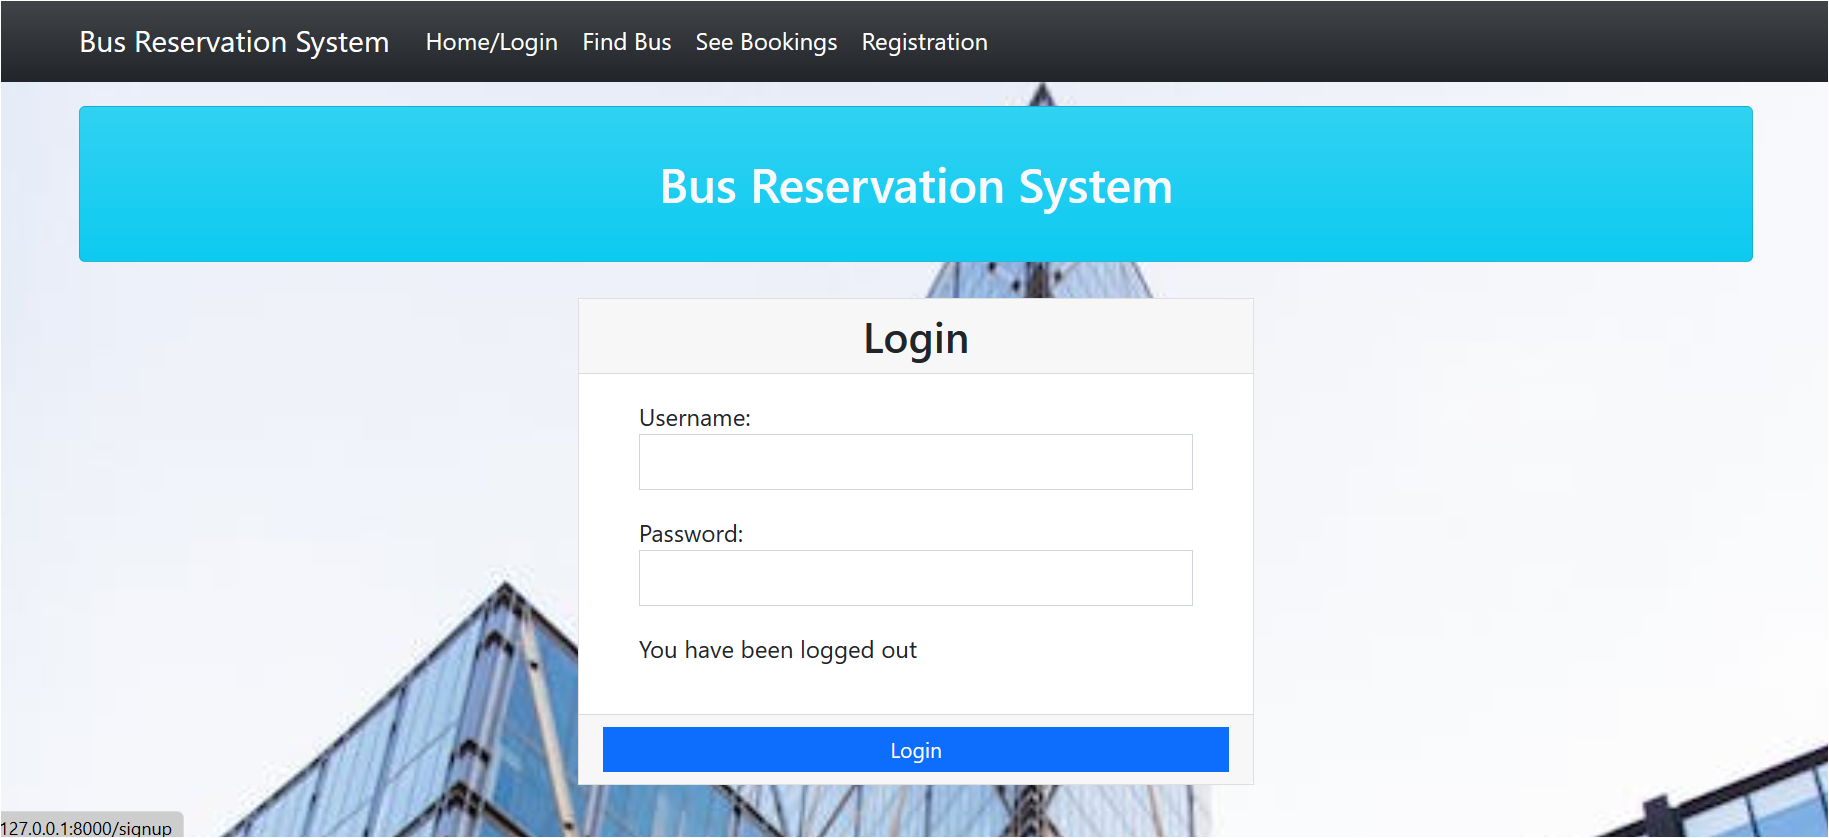 Bus Reservation System Home/Login Find Bus See Bookings Registration
Bus Reservation System
Login
Username:
Password:
You have been logged out
Login
127.0.0.1:8000/signup